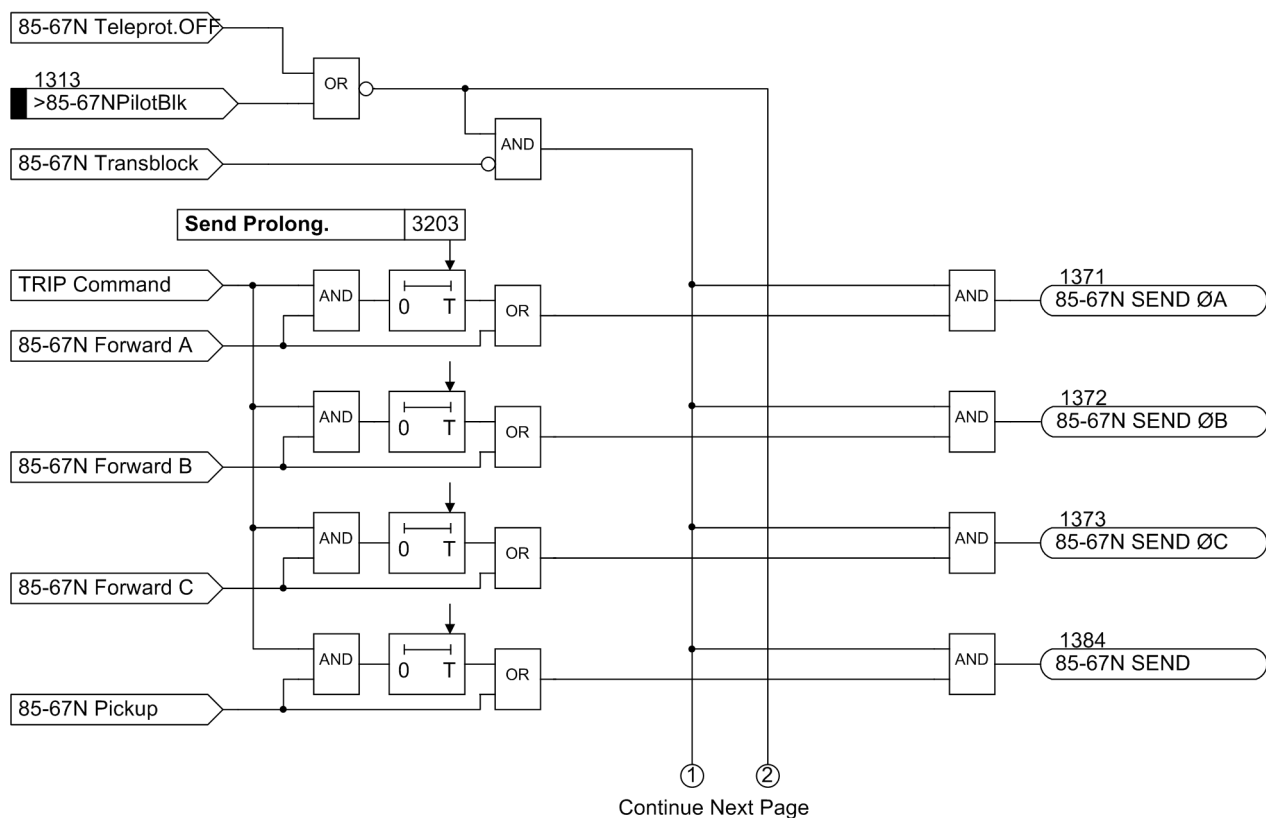 85-67N Teleprot.OFF
OR
1313
>85-67NPilotBlk
AND
85-67N Transblock
Send Prolong. 3203
TRIP Command
AND
0 T
OR
85-67N Forward A
AND
1371
85-67N SEND ØA
AND
0 T
OR
85-67N Forward B
AND
1372
85-67N SEND ØB
AND
0 T
OR
85-67N Forward C
AND
1373
85-67N SEND ØC
AND
0 T
OR
85-67N Pickup
AND
1384
85-67N SEND
1 2
Continue Next Page